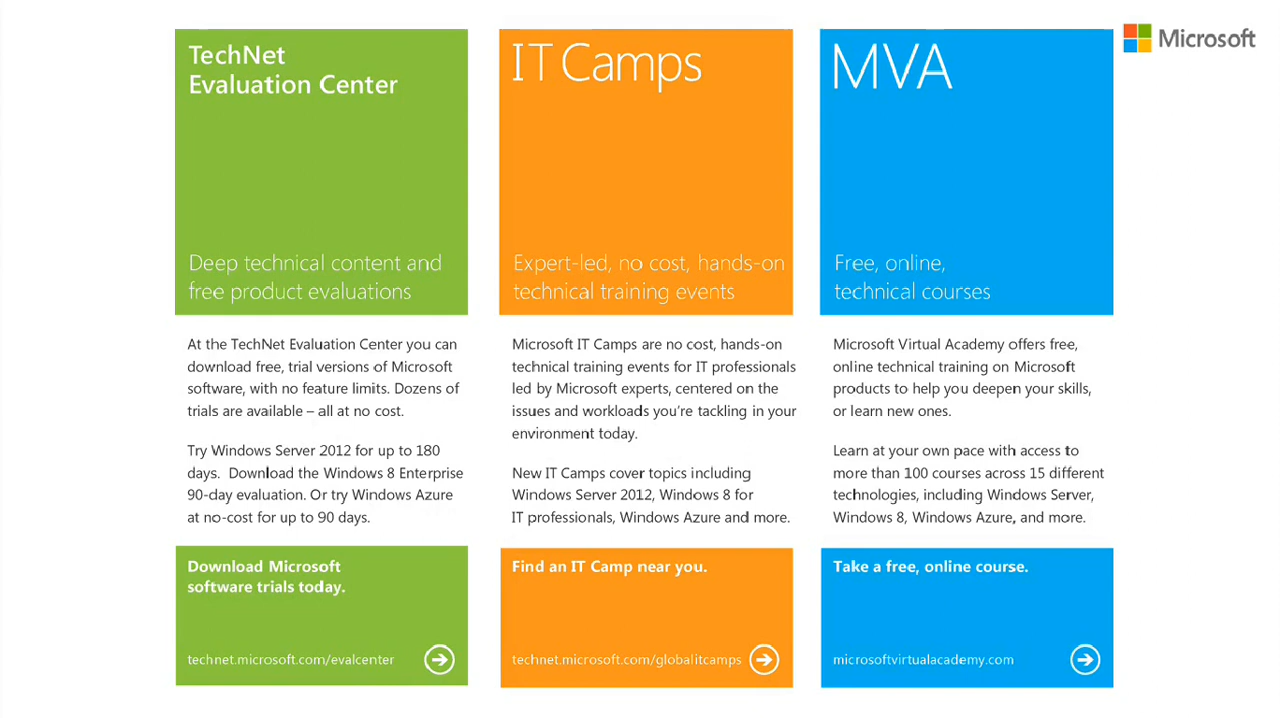 TechNet
Evaluation Center
Deep technical content and
free product evaluations
At the TechNet Evaluation Center you can
download free, trial versions of Microsoft
software, with no feature limits. Dozens of
trials are available – all at no cost.
Try Windows Server 2012 for up to 180
days.  Download the Windows 8 Enterprise
90-day evaluation. Or try Windows Azure
at no-cost for up to 90 days.
Download Microsoft
software trials today.
technet.microsoft.com/evalcenter
IT Camps
Expert-led, no cost, hands-on
technical training events
Microsoft IT Camps are no cost, hands-on
technical training events for IT professionals
led by Microsoft experts, centered on the
issues and workloads you’re tackling in your
environment today.
New IT Camps cover topics including
Windows Server 2012, Windows 8 for
IT professionals, Windows Azure and more.
Find an IT Camp near you.
technet.microsoft.com/globalitcamps
MVA
Free, online,
technical courses
Microsoft Virtual Academy offers free,
online technical training on Microsoft
products to help you deepen your skills,
or learn new ones.
Learn at your own pace with access to
more than 100 courses across 15 different
technologies, including Windows Server,
Windows 8, Windows Azure, and more.
Take a free, online course.
microsoftvirtualacademy.com
Microsoft